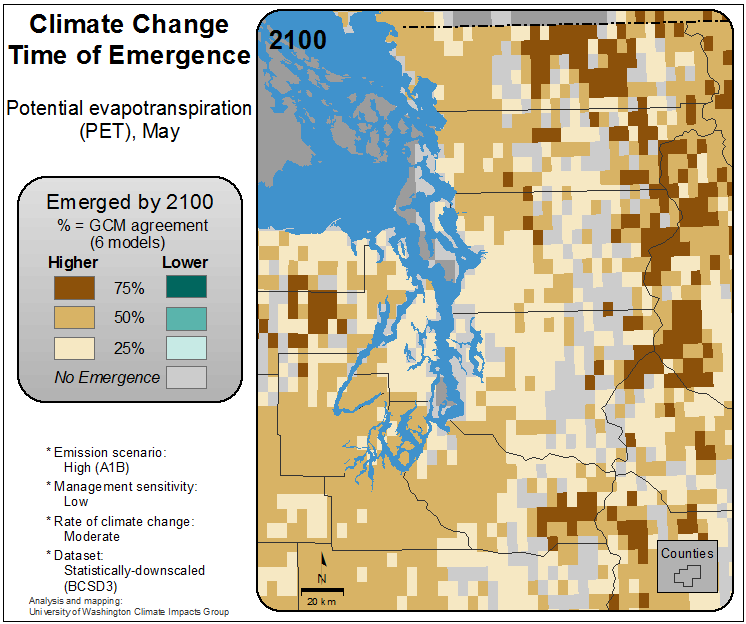 Climate Change
Time of Emergence
Potential evapotranspiration
(PET), May
Emerged by 2100
% = GCM agreement
(6 models)
Higher Lower
75%
50%
25%
No Emergence
* Emission scenario:
High (A1B)
* Management sensitivity:
Low
* Rate of climate change:
Moderate
* Dataset:
Statistically-downscaled
(BCSD3)
Analysis and mapping:
University of Washington Climate Impacts Group
2100
N
20 km
Counties